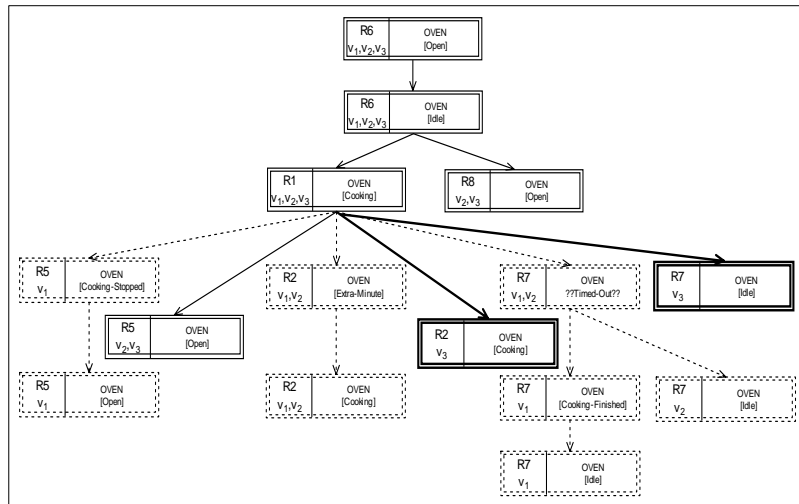 R6 OVEN
v1,v2,v3 [Open]
R6 OVEN
v1,v2,v3 [Idle]
R1 OVEN
v1,v2,v3 [Cooking]
R8 OVEN
v2,v3 [Open]
R5 OVEN
v1 [Cooking-Stopped]
R2 OVEN
v1,v2 [Extra-Minute]
R7 OVEN
v1,v2 ??Timed-Out??
R7 OVEN
v3 [Idle]
R5 OVEN
v2,v3 [Open]
R2 OVEN
v3 [Cooking]
R5 OVEN
v1 [Open]
R2 OVEN
v1,v2 [Cooking]
R7 OVEN
v1 [Cooking-Finished]
R7 OVEN
v2 [Idle]
R7 OVEN
v1 [Idle]